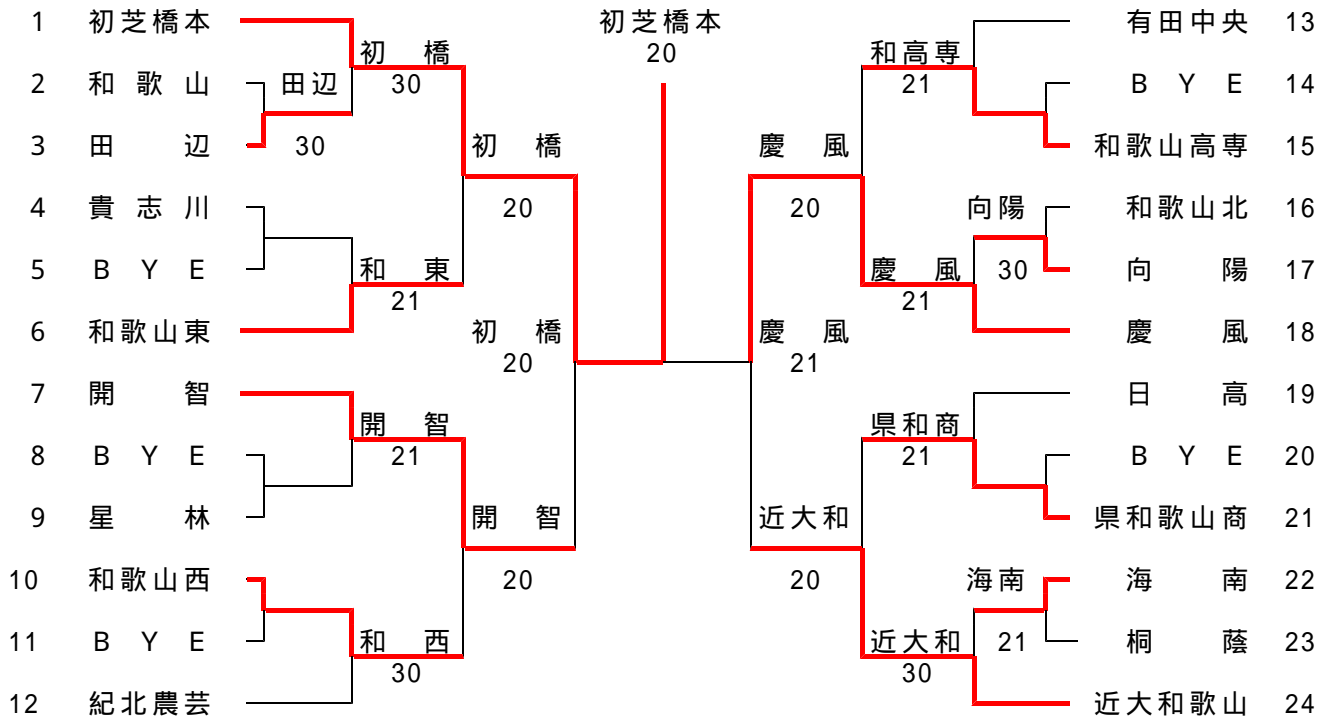 1 初芝橋本
2 和歌山
3 田辺
4 貴志川
5 BYE
6 和歌山東
7 開智
8 BYE
9 星林
10 和歌山西
11 BYE
12 紀北農芸
田辺
30
初橋
30
和東
21
開智
21
和西
30
初橋
20
開智
20
初橋
20
初芝橋本
20
慶風
21
慶風
20
近大和
20
和高専
21
慶風
21
県和商
21
近大和
30
向陽
30
海南
21
有田中央 13
BYE 14
和歌山高専 15
和歌山北 16
向陽 17
慶風 18
日高 19
BYE 20
県和歌山商 21
海南 22
桐蔭 23
近大和歌山 24